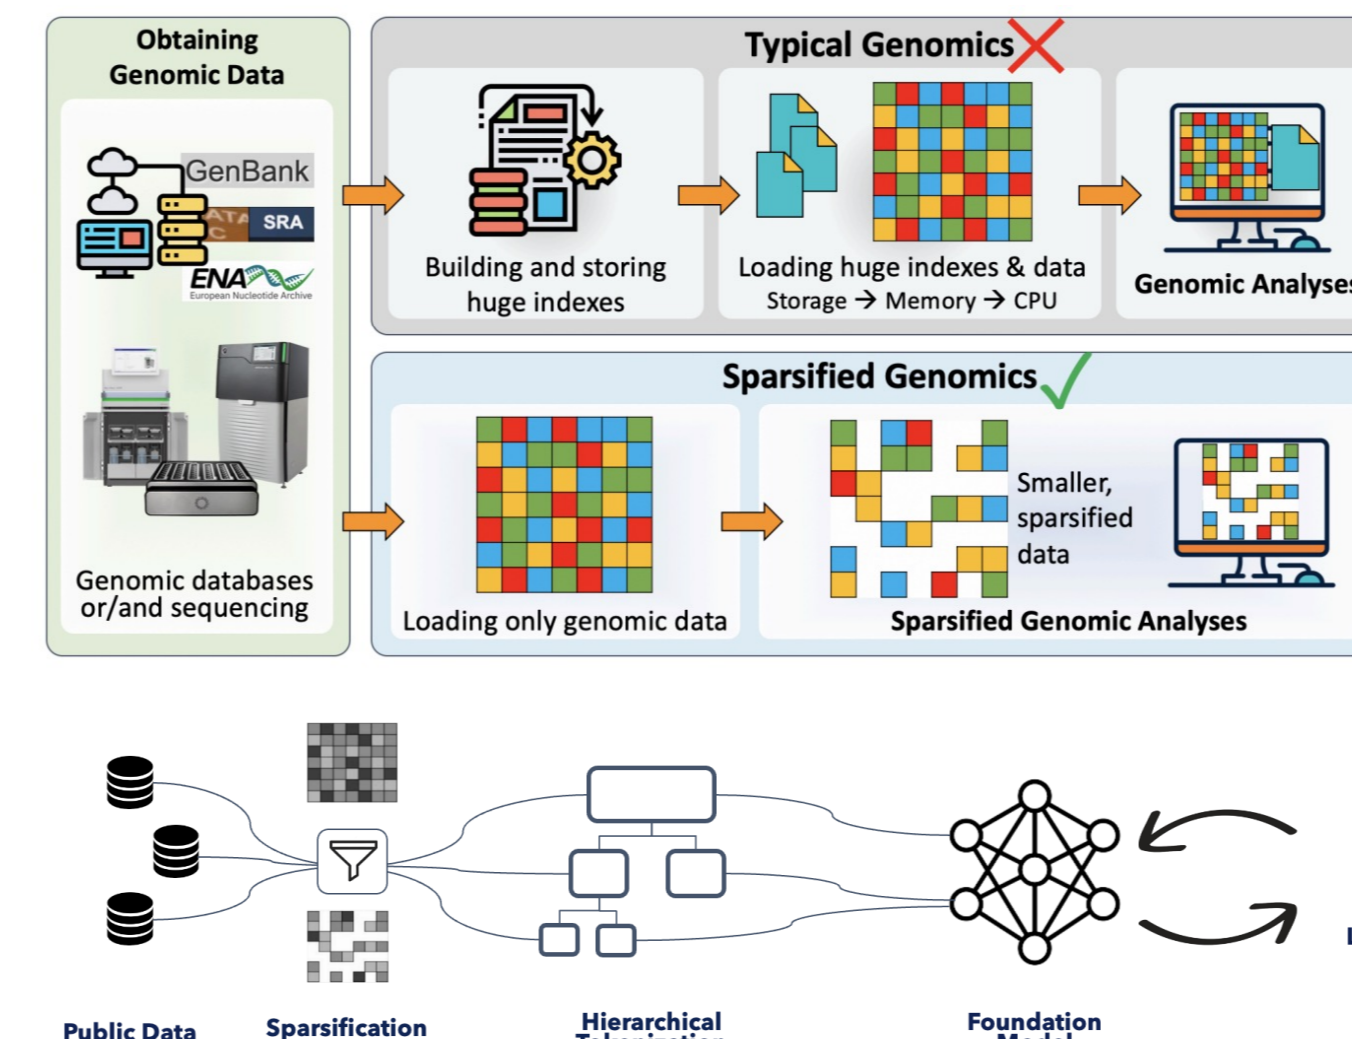 Obtaining
Genomic Data
GenBank
SRA
ENA
European Nucleotide Archive
Genomic databases
or/and sequencing
Typical Genomics
Building and storing
huge indexes
Loading huge indexes & data
Storage → Memory → CPU
Genomic Analyses
Sparsified Genomics
Loading only genomic data
Smaller,
sparsified
data
Sparsified Genomic Analyses
Public Data
Sparsification
Hierarchical
Tokenization
Foundation
Model